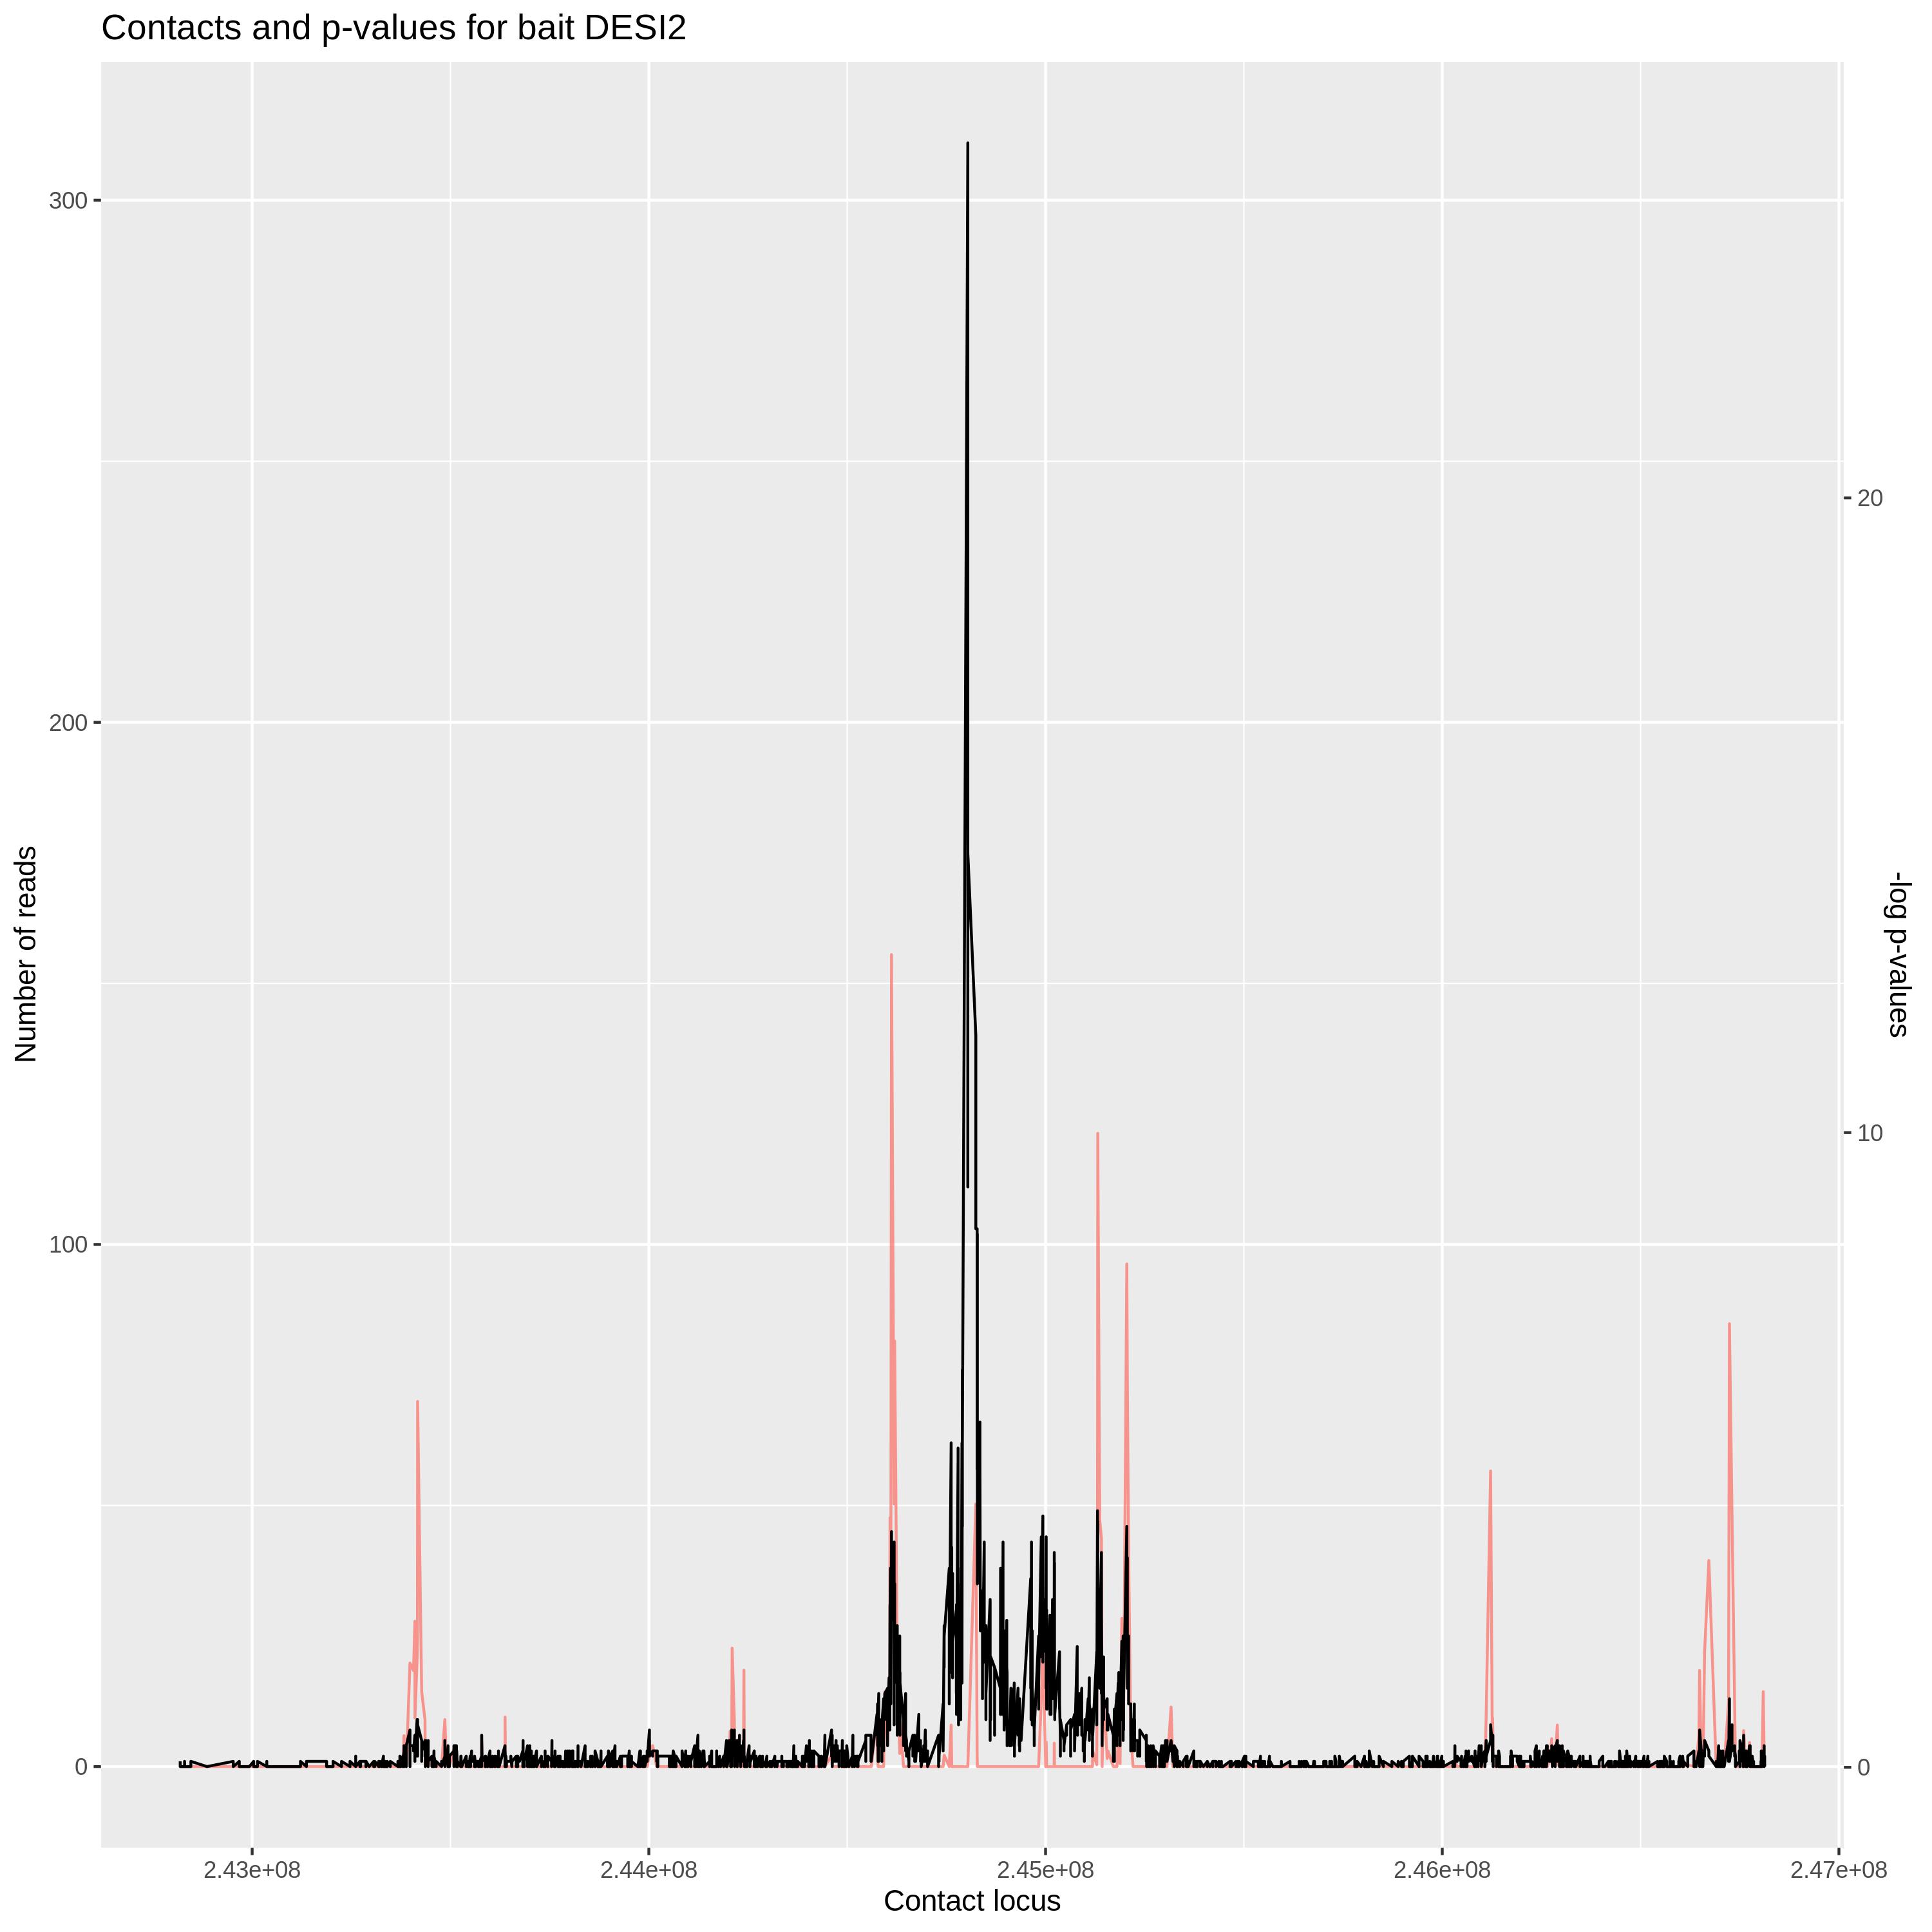 Contacts and p-values for bait DESI2
300
200
100
0
Number of reads
20
10
0
-log p-values
2.43e+08
2.44e+08
2.45e+08
2.46e+08
2.47e+08
Contact locus